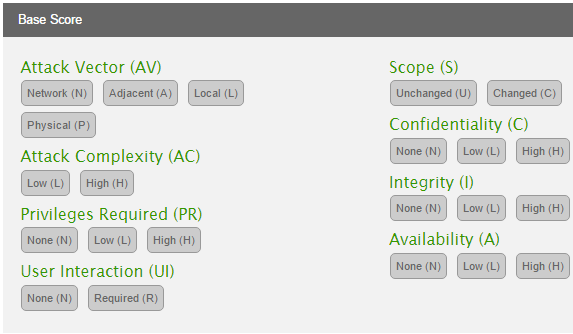 Base Score
Attack Vector (AV)
Network (N) Adjacent (A) Local (L)
Physical (P)
Attack Complexity (AC)
Low (L) High (H)
Privileges Required (PR)
None (N) Low (L) High (H)
User Interaction (UI)
None (N) Required (R)
Scope (S)
Unchanged (U) Changed (C)
Confidentiality (C)
None (N) Low (L) High (H)
Integrity (I)
None (N) Low (L) High (H)
Availability (A)
None (N) Low (L) High (H)